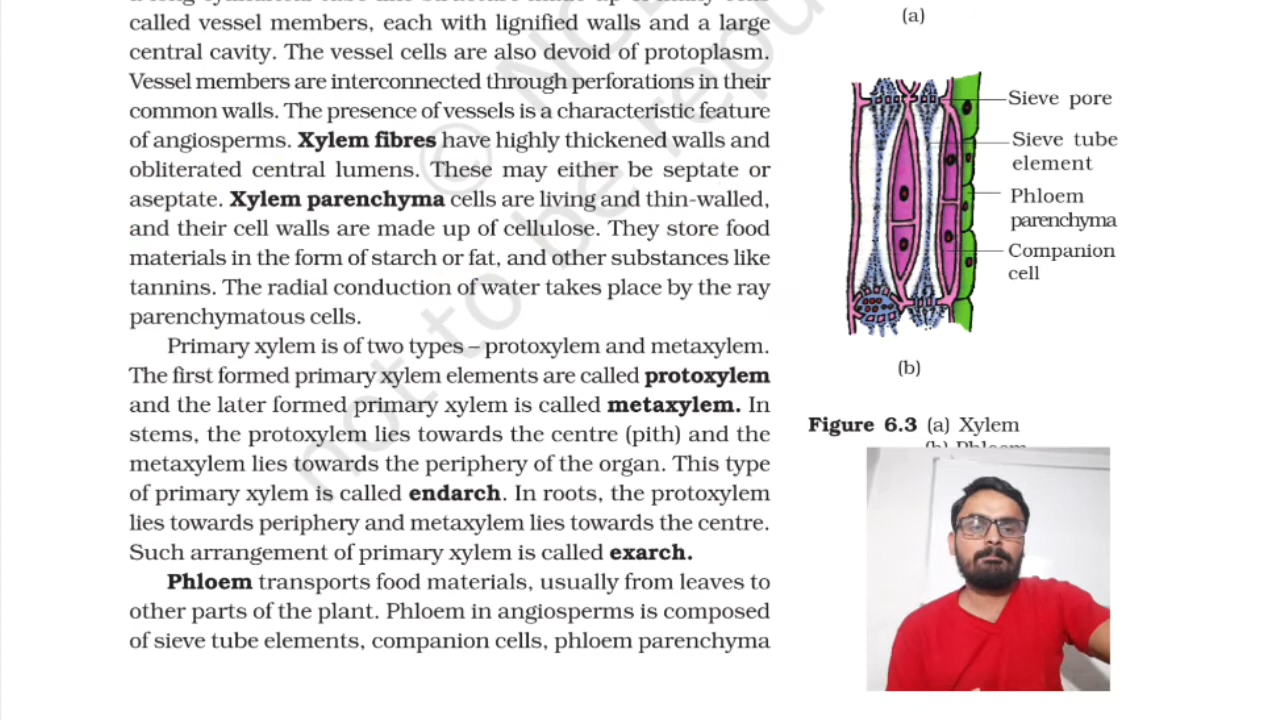 called vessel members, each with lignified walls and a large
central cavity. The vessel cells are also devoid of protoplasm.
Vessel members are interconnected through perforations in their
common walls. The presence of vessels is a characteristic feature
of angiosperms. Xylem fibres have highly thickened walls and
obliterated central lumens. These may either be septate or
aseptate. Xylem parenchyma cells are living and thin-walled,
and their cell walls are made up of cellulose. They store food
materials in the form of starch or fat, and other substances like
tannins. The radial conduction of water takes place by the ray
parenchymatous cells.
Primary xylem is of two types – protoxylem and metaxylem.
The first formed primary xylem elements are called protoxylem
and the later formed primary xylem is called metaxylem. In
stems, the protoxylem lies towards the centre (pith) and the
metaxylem lies towards the periphery of the organ. This type
of primary xylem is called endarch. In roots, the protoxylem
lies towards periphery and metaxylem lies towards the centre.
Such arrangement of primary xylem is called exarch.
Phloem transports food materials, usually from leaves to
other parts of the plant. Phloem in angiosperms is composed
of sieve tube elements, companion cells, phloem parenchyma
(a)
Sieve pore
Sieve tube
element
Phloem
parenchyma
Companion
cell
(b)
Figure 6.3 (a) Xylem
not to be